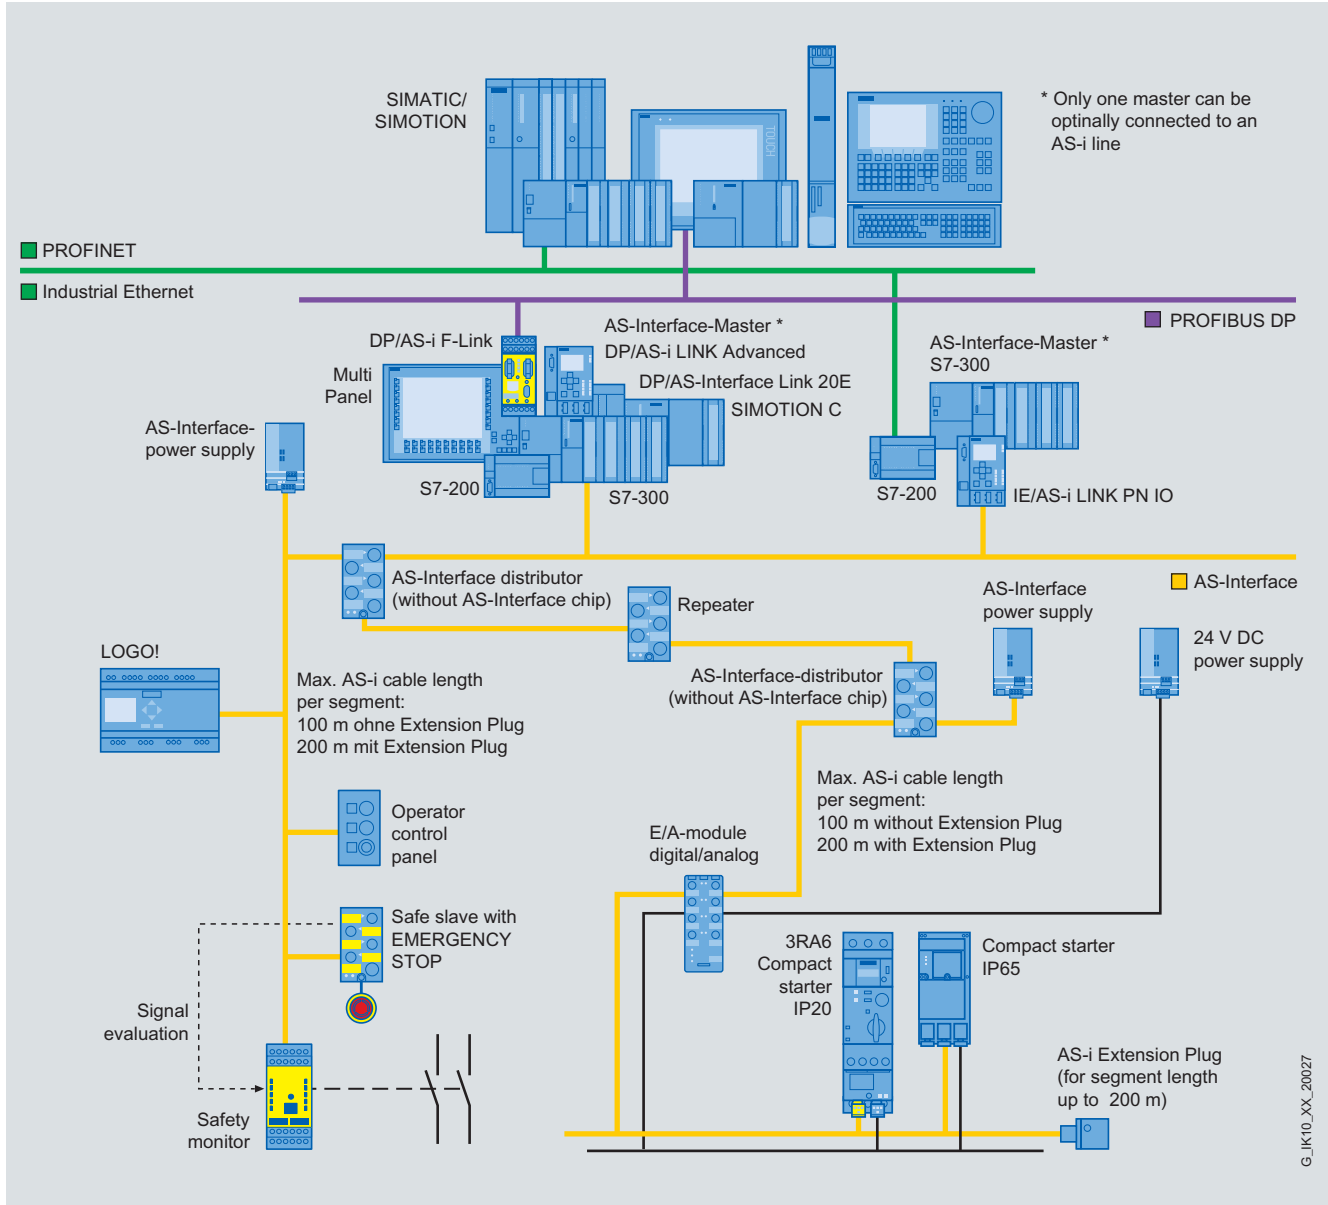 SIMATIC/
SIMOTION
TOUCH
* Only one master can be
optinally connected to an
AS-i line
PROFINET
Industrial Ethernet
PROFIBUS DP
DP/AS-i F-Link
AS-Interface-Master *
DP/AS-i LINK Advanced
DP/AS-Interface Link 20E
SIMOTION C
Multi
Panel
S7-200
S7-300
AS-Interface-Master *
S7-300
S7-200
IE/AS-i LINK PN IO
AS-Interface-
power supply
AS-Interface
AS-Interface distributor
(without AS-Interface chip)
Repeater
AS-Interface
power supply
24 V DC
power supply
LOGO!
Max. AS-i cable length
per segment:
100 m ohne Extension Plug
200 m mit Extension Plug
AS-Interface-distributor
(without AS-Interface chip)
Max. AS-i cable length
per segment:
100 m without Extension Plug
200 m with Extension Plug
Operator
control
panel
E/A-module
digital/analog
Safe slave with
EMERGENCY
STOP
3RA6
Compact
starter
IP20
Compact starter
IP65
Signal
evaluation
Safety
monitor
AS-i Extension Plug
(for segment length
up to 200 m)
G_IK10_XX_20027